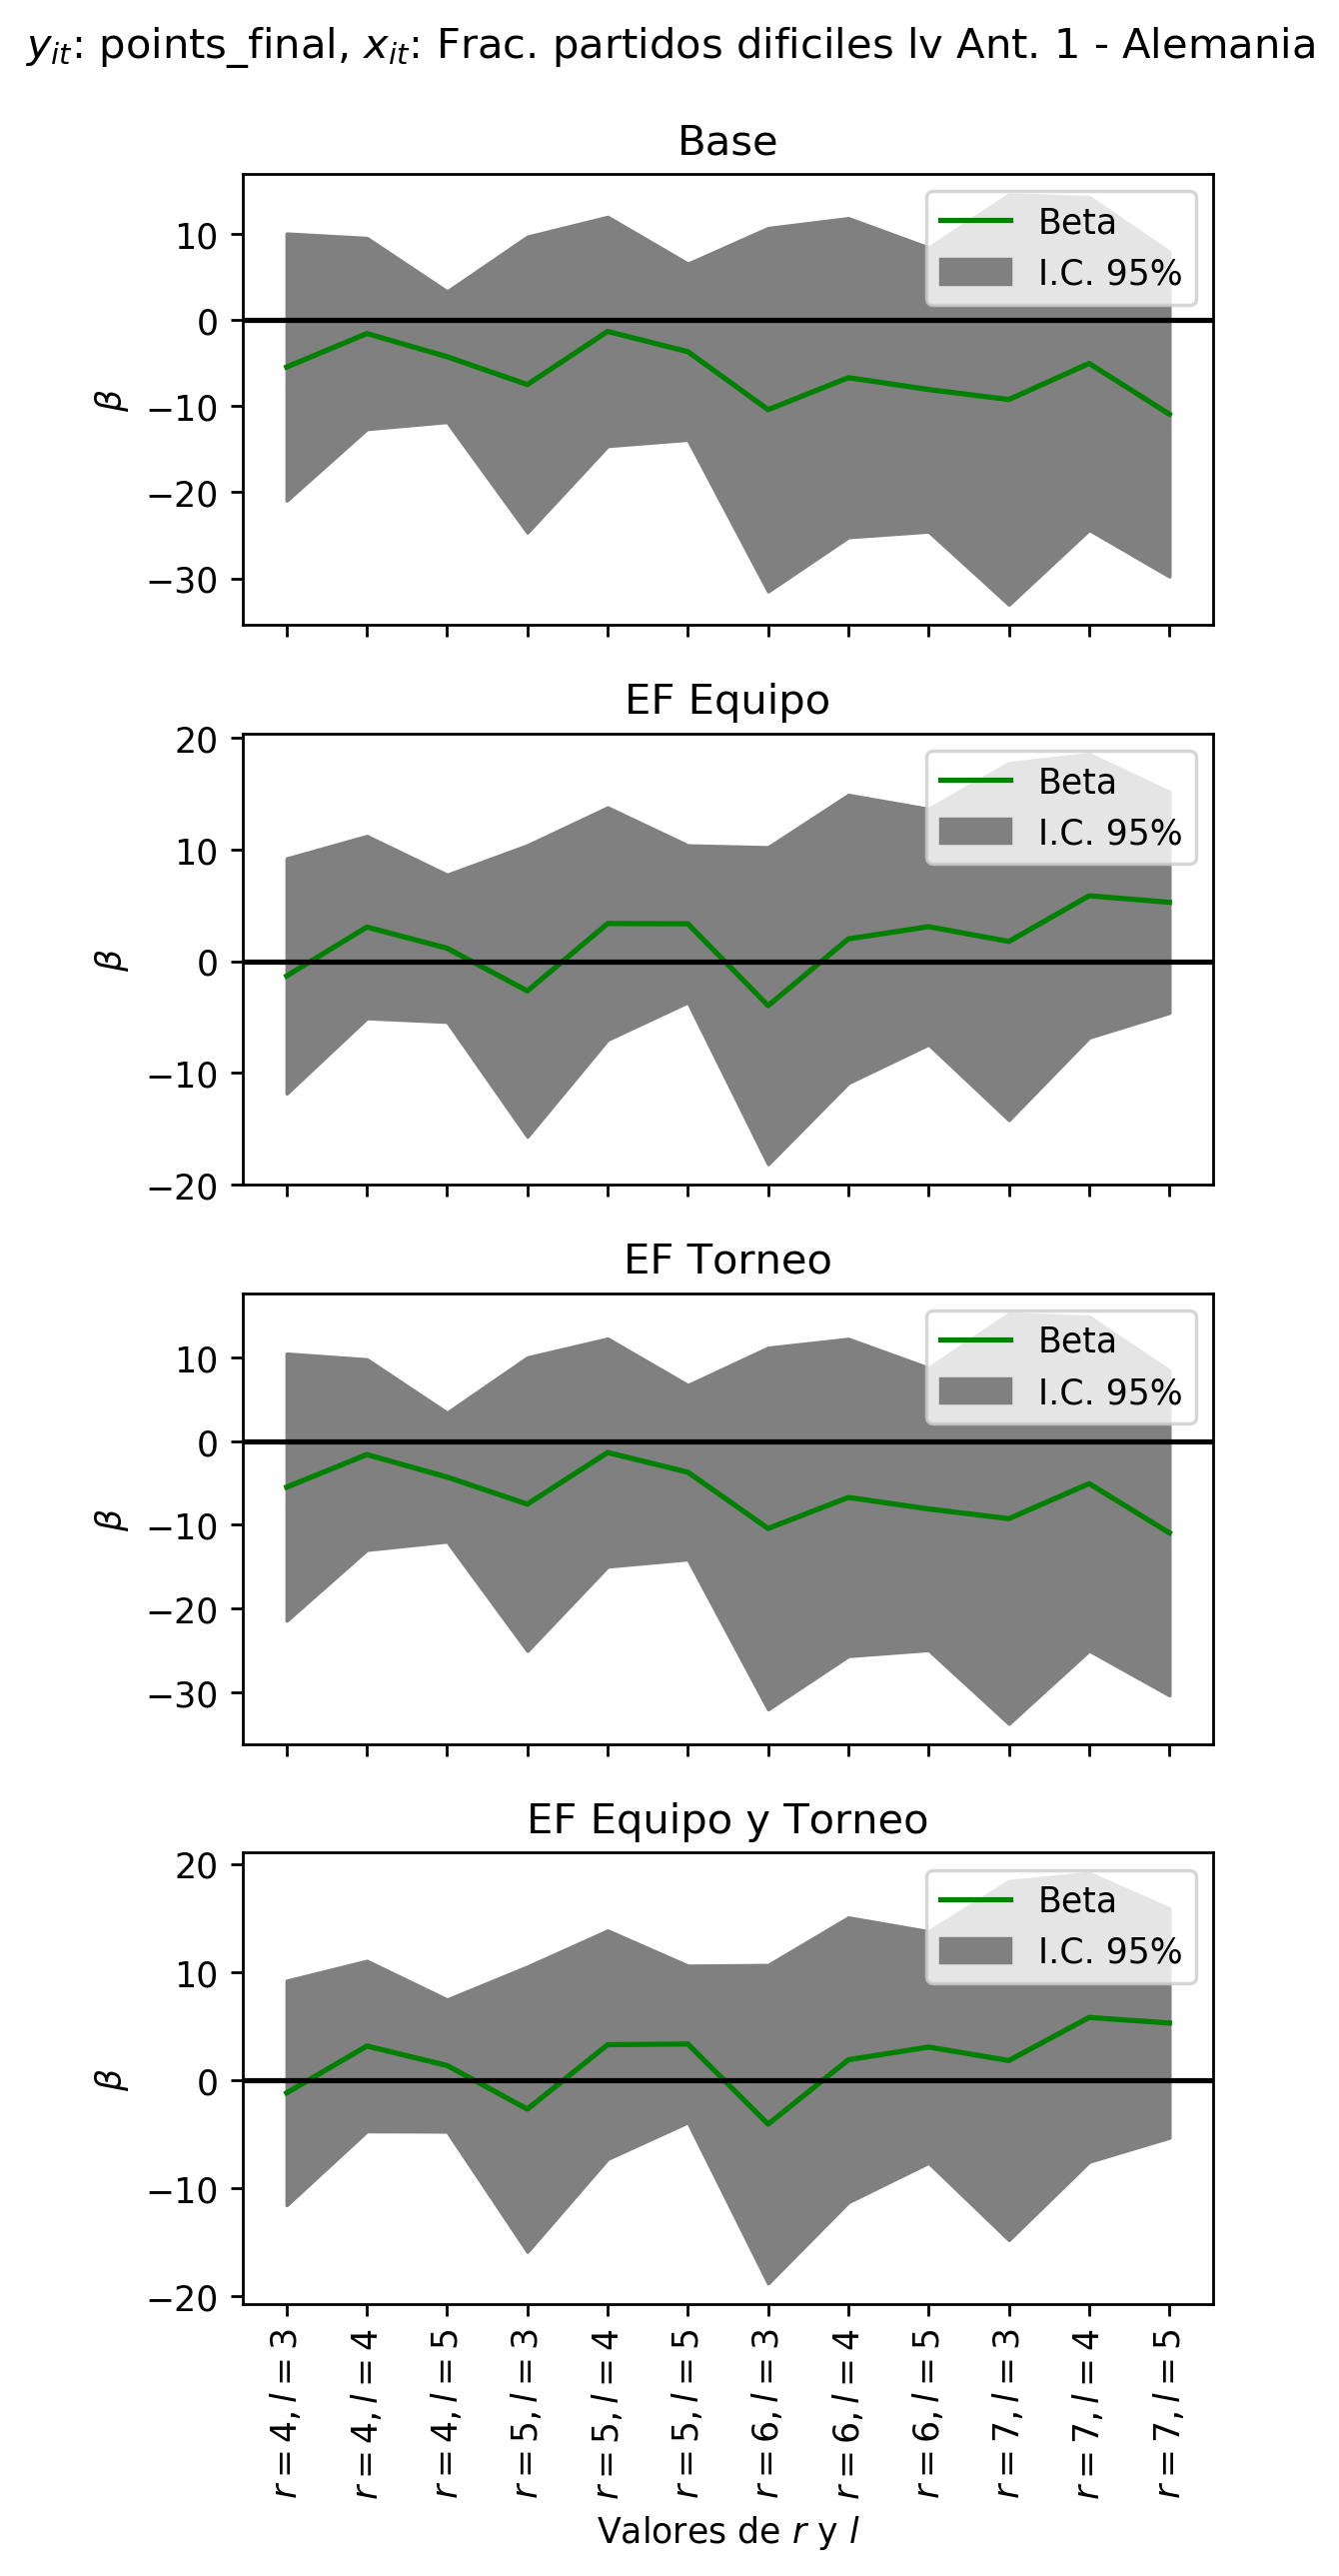 y_it: points_final, x_it: Frac. partidos dificiles lv Ant. 1 - Alemania
Base
Beta
I.C. 95%
10
0
−10
−20
−30
β
EF Equipo
Beta
I.C. 95%
20
10
0
−10
−20
β
EF Torneo
Beta
I.C. 95%
10
0
−10
−20
−30
β
EF Equipo y Torneo
Beta
I.C. 95%
20
10
0
−10
−20
β
r = 4, l = 3
r = 4, l = 4
r = 4, l = 5
r = 5, l = 3
r = 5, l = 4
r = 5, l = 5
r = 6, l = 3
r = 6, l = 4
r = 6, l = 5
r = 7, l = 3
r = 7, l = 4
r = 7, l = 5
Valores de r y l